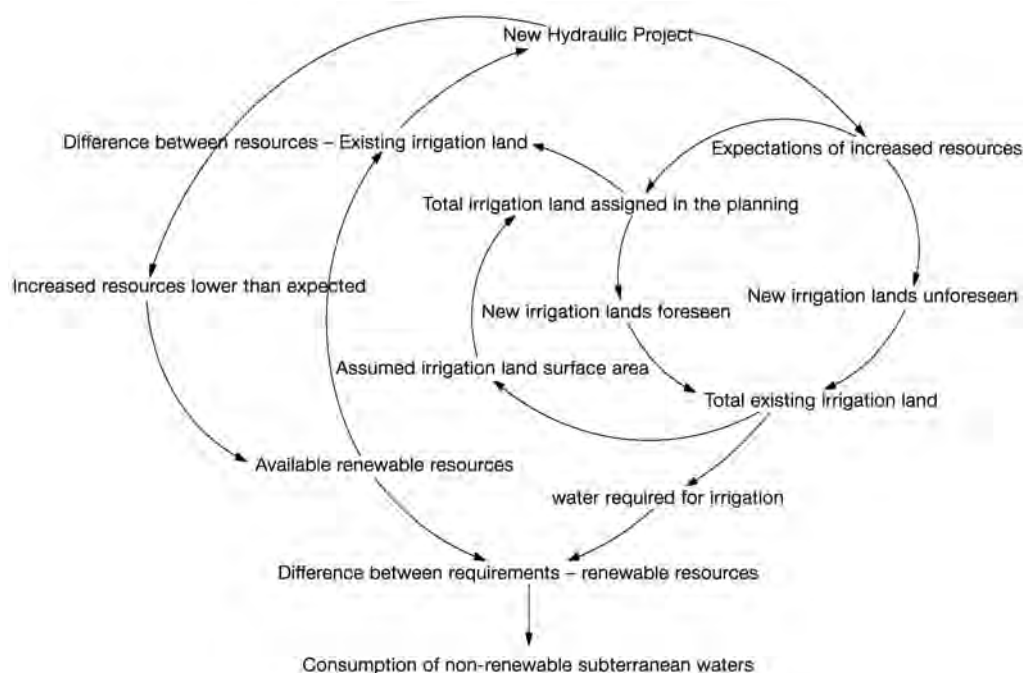 New Hydraulic Project
Difference between resources – Existing irrigation land
Expectations of increased resources
Total irrigation land assigned in the planning
Increased resources lower than expected
New irrigation lands unforeseen
New irrigation lands foreseen
Assumed irrigation land surface area
Total existing irrigation land
Available renewable resources
water required for irrigation
Difference between requirements – renewable resources
Consumption of non-renewable subterranean waters